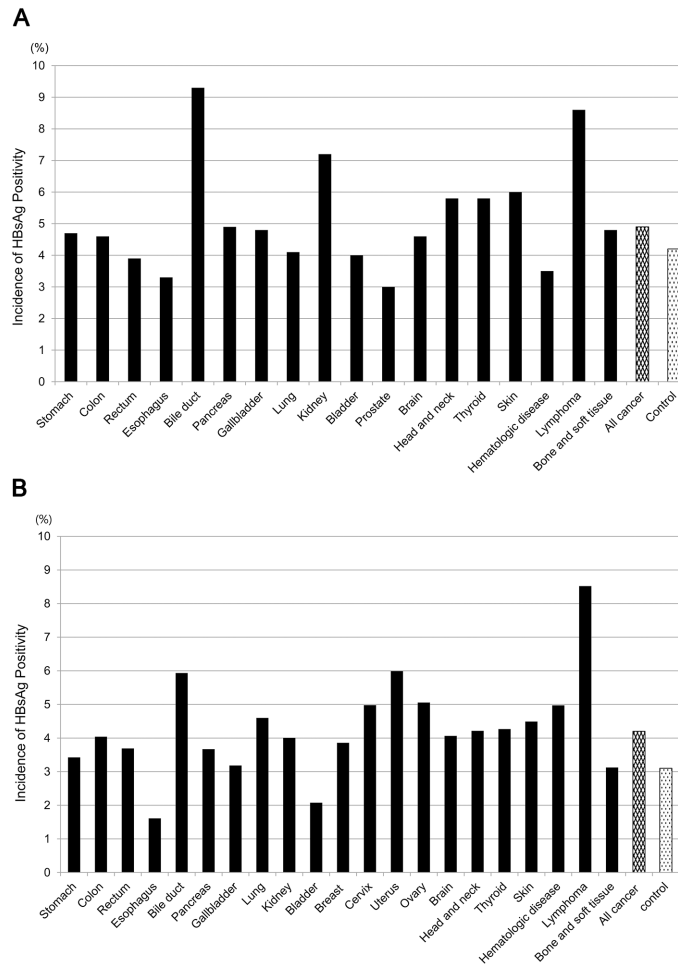 A
(%)
10
9
8
7
6
5
4
3
2
1
0
Incidence of HBsAg Positivity
Stomach
Colon
Rectum
Esophagus
Bile duct
Pancreas
Gallbladder
Lung
Kidney
Bladder
Prostate
Brain
Head and neck
Thyroid
Skin
Hematologic disease
Lymphoma
Bone and soft tissue
All cancer
Control
B
(%)
10
9
8
7
6
5
4
3
2
1
0
Incidence of HBsAg Positivity
Stomach
Colon
Rectum
Esophagus
Bile duct
Pancreas
Gallbladder
Lung
Kidney
Bladder
Breast
Cervix
Uterus
Ovary
Brain
Head and neck
Thyroid
Skin
Hematologic disease
Lymphoma
Bone and soft tissue
All cancer
control